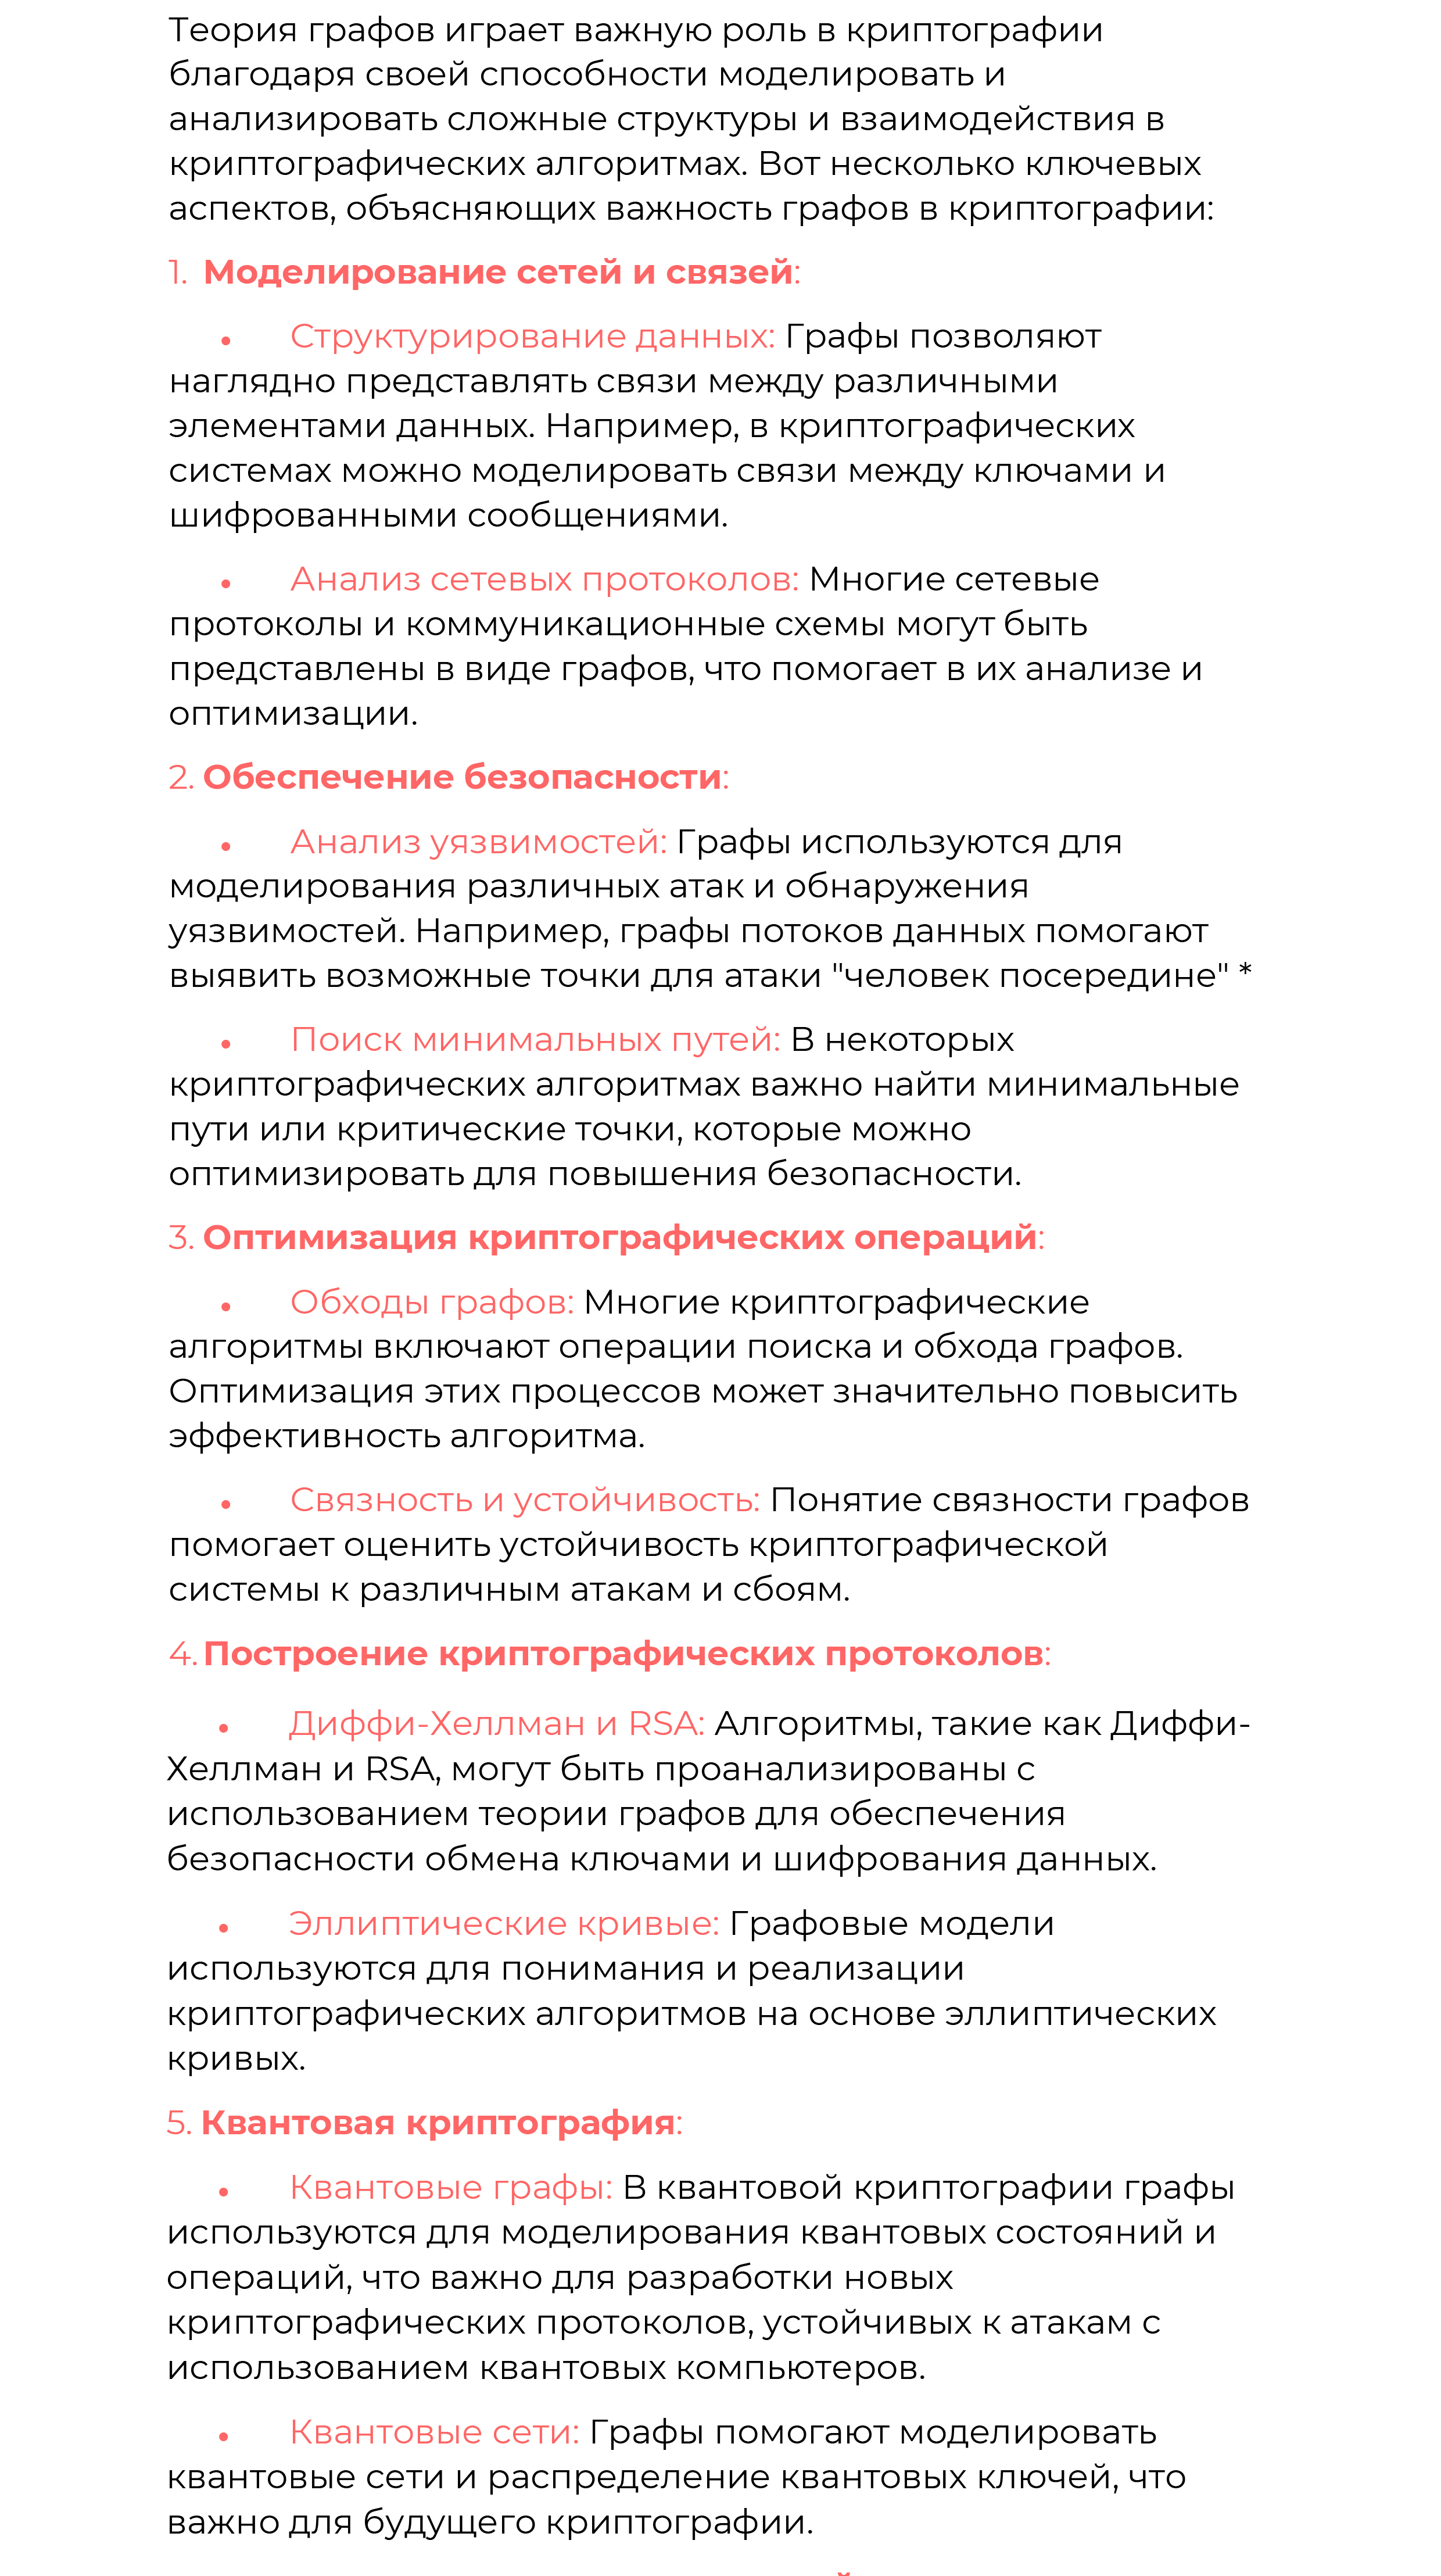 Теория графов играет важную роль в криптографии
благодаря своей способности моделировать и
анализировать сложные структуры и взаимодействия в
криптографических алгоритмах. Вот несколько ключевых
аспектов, объясняющих важность графов в криптографии:
1. Моделирование сетей и связей:
• Структурирование данных: Графы позволяют
наглядно представлять связи между различными
элементами данных. Например, в криптографических
системах можно моделировать связи между ключами и
шифрованными сообщениями.
• Анализ сетевых протоколов: Многие сетевые
протоколы и коммуникационные схемы могут быть
представлены в виде графов, что помогает в их анализе и
оптимизации.
2. Обеспечение безопасности:
• Анализ уязвимостей: Графы используются для
моделирования различных атак и обнаружения
уязвимостей. Например, графы потоков данных помогают
выявить возможные точки для атаки "человек посередине" *
• Поиск минимальных путей: В некоторых
криптографических алгоритмах важно найти минимальные
пути или критические точки, которые можно
оптимизировать для повышения безопасности.
3. Оптимизация криптографических операций:
• Обходы графов: Многие криптографические
алгоритмы включают операции поиска и обхода графов.
Оптимизация этих процессов может значительно повысить
эффективность алгоритма.
• Связность и устойчивость: Понятие связности графов
помогает оценить устойчивость криптографической
системы к различным атакам и сбоям.
4. Построение криптографических протоколов:
• Диффи-Хеллман и RSA: Алгоритмы, такие как Диффи-
Хеллман и RSA, могут быть проанализированы с
использованием теории графов для обеспечения
безопасности обмена ключами и шифрования данных.
• Эллиптические кривые: Графовые модели
используются для понимания и реализации
криптографических алгоритмов на основе эллиптических
кривых.
5. Квантовая криптография:
• Квантовые графы: В квантовой криптографии графы
используются для моделирования квантовых состояний и
операций, что важно для разработки новых
криптографических протоколов, устойчивых к атакам с
использованием квантовых компьютеров.
• Квантовые сети: Графы помогают моделировать
квантовые сети и распределение квантовых ключей, что
важно для будущего криптографии.